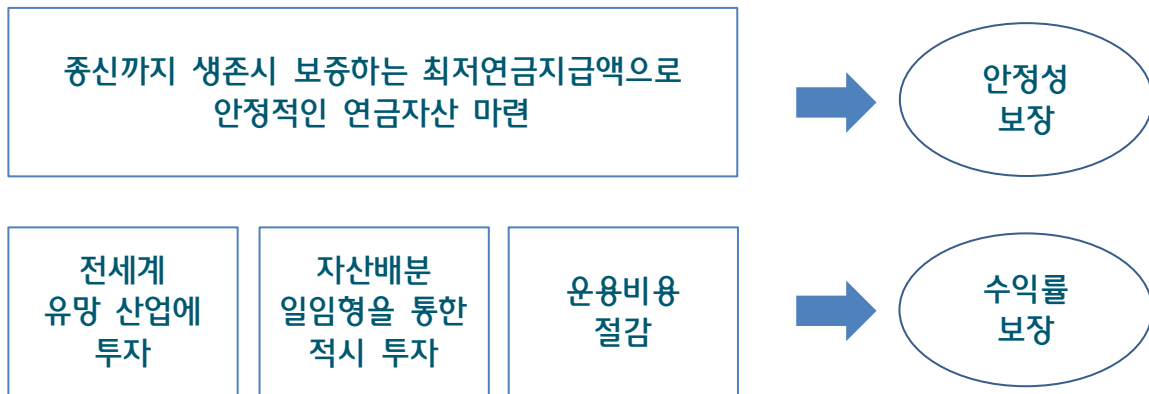 종신까지 생존시 보증하는 최저연금지급액으로
안정적인 연금자산 마련
안정성
보장
전세계
유망 산업에
투자
자산배분
일임형을 통한
적시 투자
운용비용
절감
수익률
보장